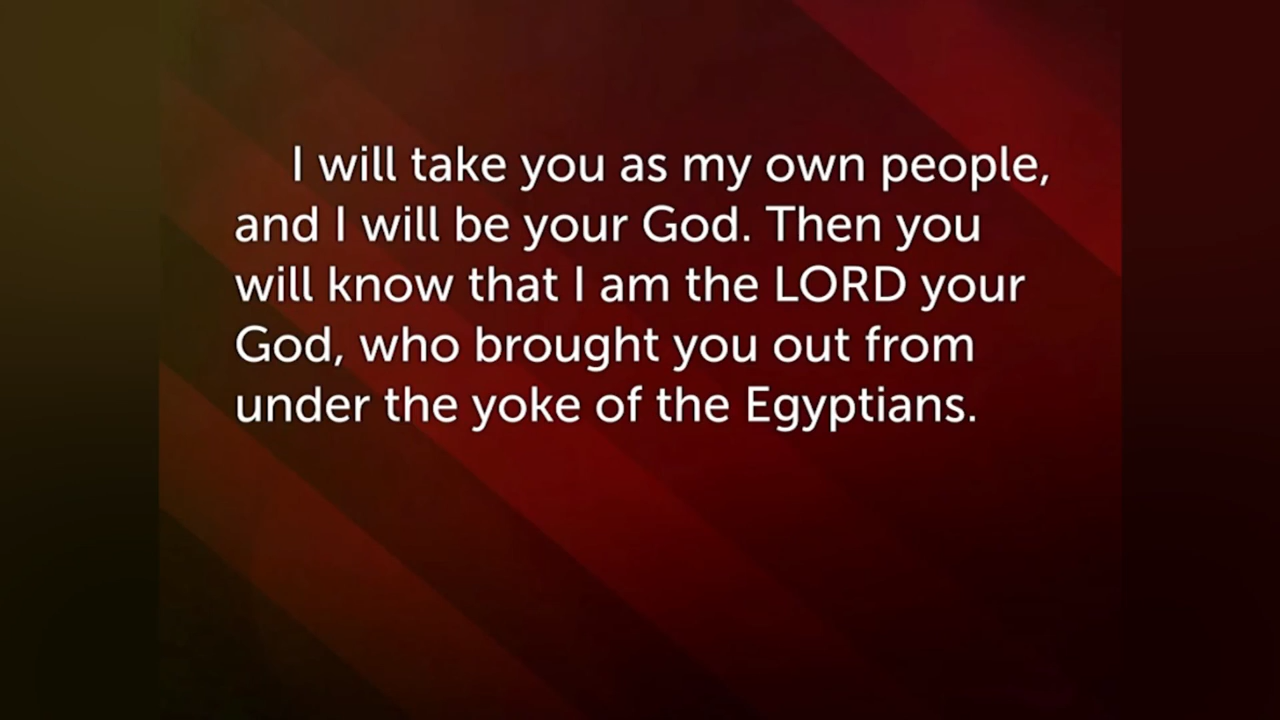 I will take you as my own people,
and I will be your God. Then you
will know that I am the LORD your
God, who brought you out from
under the yoke of the Egyptians.